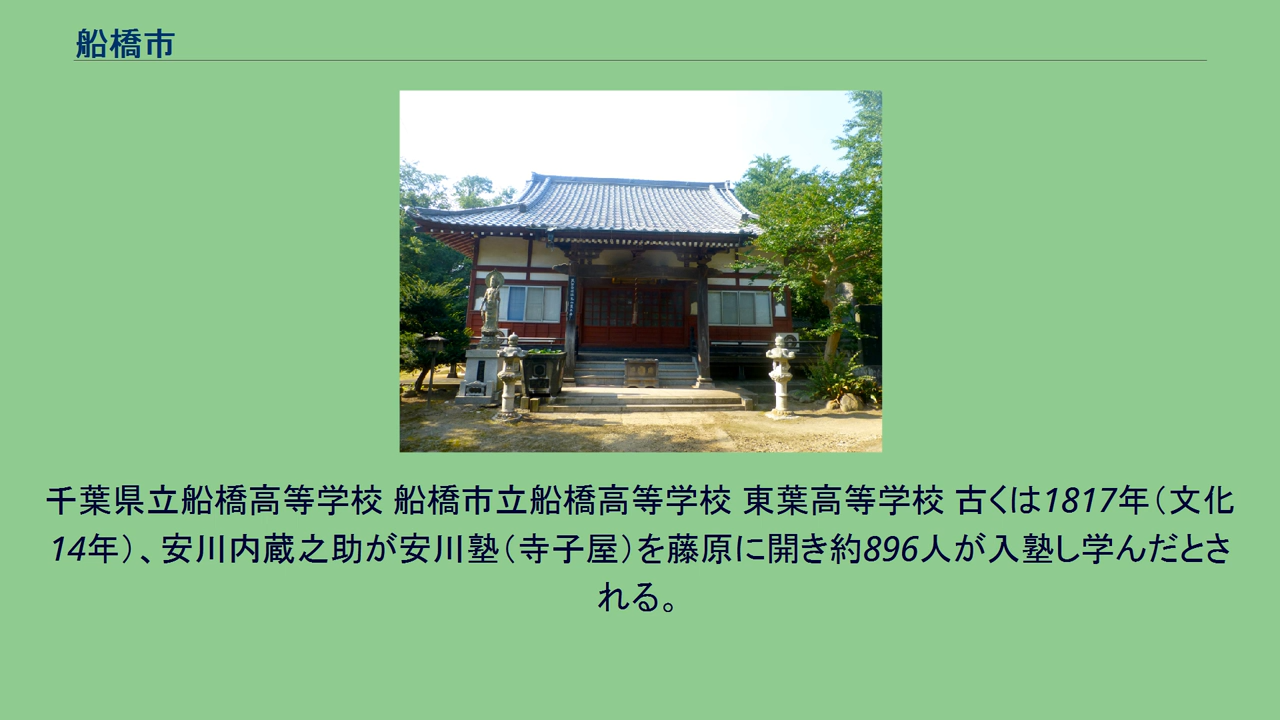 船橋市
千葉県立船橋高等学校 船橋市立船橋高等学校 東葉高等学校 古くは1817年（文化
14年）、安川内蔵之助が安川塾（寺子屋）を藤原に開き約896人が入塾し学んだとさ
れる。